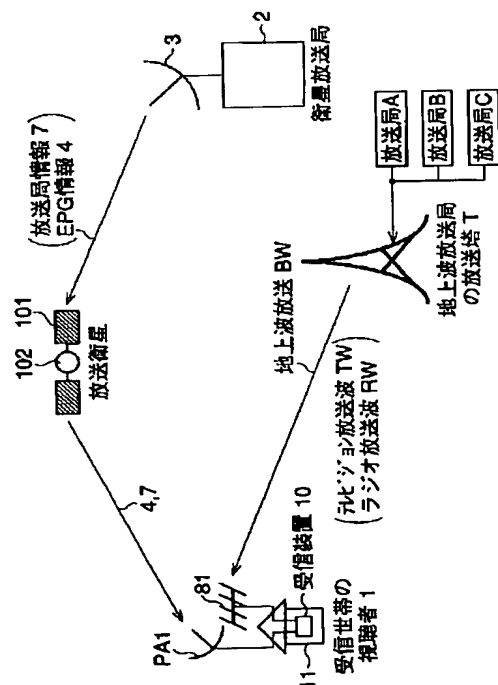 3
2
衛星放送局
(放送局情報 7
EPG情報 4)
101
102
放送衛星
4,7
放送局A
放送局B
放送局C
地上波放送局
の放送塔 T
地上波放送 BW
(テレビジョン放送波 TW
ラジオ放送波 RW)
PA1
81
受信装置 10
11
受信世帯の
視聴者 1